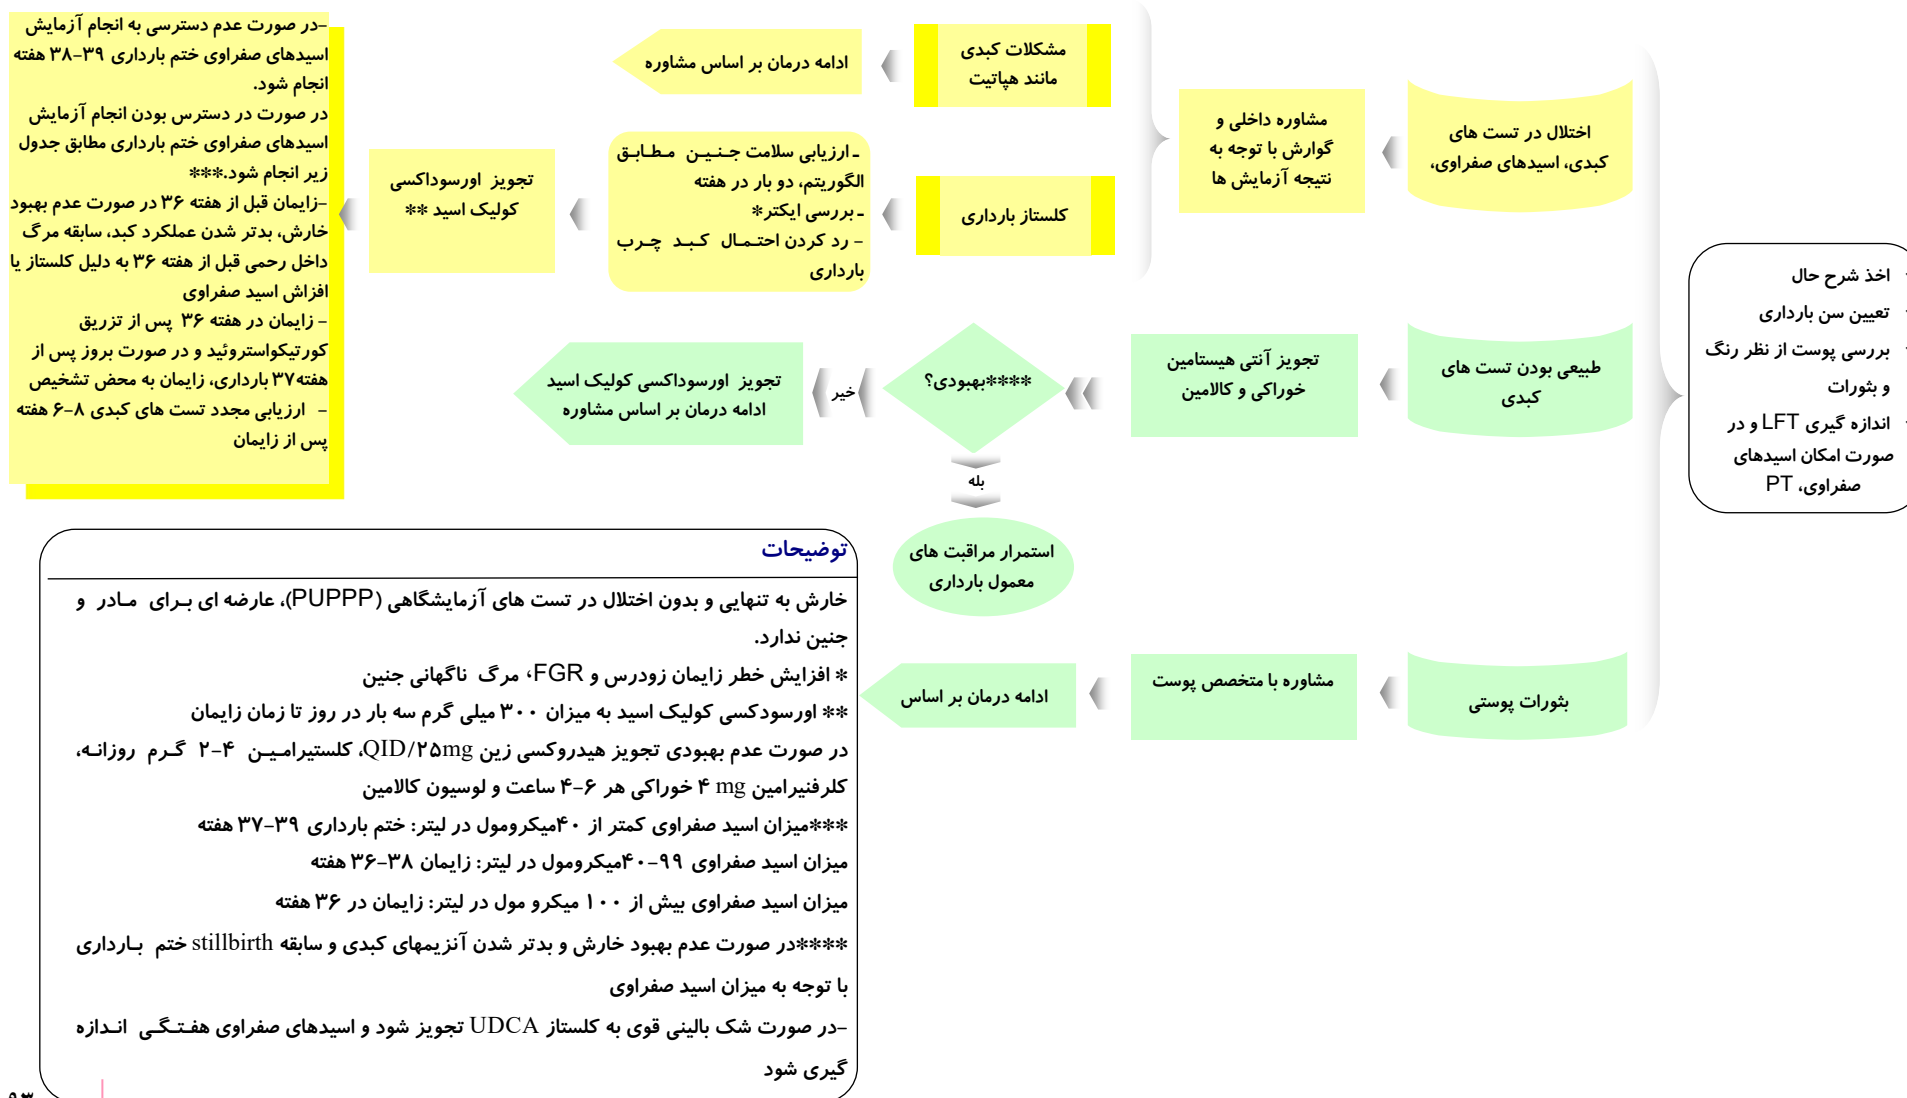 اخذ شرح حال
تعیین سن بارداری
بررسی پوست از نظر رنگ
و بثورات
اندازه گیری LFT و در
صورت امکان اسیدهای
صفراوی، PT
اختلال در تست های
کبدی، اسیدهای صفراوی،
مشاوره داخلی و
گوارش با توجه به
نتیجه آزمایش ها
مشکلات کبدی
مانند هپاتیت
ادامه درمان بر اساس مشاوره
کلستاز بارداری
ـ ارزیابی سلامت جنین مطابق
الگوریتم، دو بار در هفته
ـ بررسی ایکتر*
– رد کردن احتمال کبد چرب
بارداری
تجویز اورسوداکسی
کولیک اسید **
–در صورت عدم دسترسی به انجام آزمایش
اسیدهای صفراوی ختم بارداری ۳۹–۳۸ هفته
انجام شود.
در صورت در دسترس بودن انجام آزمایش
اسیدهای صفراوی ختم بارداری مطابق جدول
زیر انجام شود.***
–زایمان قبل از هفته ۳۶ در صورت عدم بهبود
خارش، بدتر شدن عملکرد کبد، سابقه مرگ
داخل رحمی قبل از هفته ۳۶ به دلیل کلستاز یا
افزاش اسید صفراوی
– زایمان در هفته ۳۶ پس از تزریق
کورتیکواستروئید و در صورت بروز پس از
هفته۳۷ بارداری، زایمان به محض تشخیص
– ارزیابی مجدد تست های کبدی ۸–۶ هفته
پس از زایمان
طبیعی بودن تست های
کبدی
تجویز آنتی هیستامین
خوراکی و کالامین
****بهبودی؟
خیر
تجویز اورسوداکسی کولیک اسید
ادامه درمان بر اساس مشاوره
بله
استمرار مراقبت های
معمول بارداری
بثورات پوستی
مشاوره با متخصص پوست
ادامه درمان بر اساس
توضیحات
خارش به تنهایی و بدون اختلال در تست های آزمایشگاهی (PUPPP)، عارضه ای برای مادر و
جنین ندارد.
* افزایش خطر زایمان زودرس و FGR، مرگ ناگهانی جنین
** اورسودکسی کولیک اسید به میزان ۳۰۰ میلی گرم سه بار در روز تا زمان زایمان
در صورت عدم بهبودی تجویز هیدروکسی زین QID/۲۵mg، کلستیرامین ۴–۲ گرم روزانه،
کلرفنیرامین ۴ mg خوراکی هر ۶–۴ ساعت و لوسیون کالامین
***میزان اسید صفراوی کمتر از ۴۰میکرومول در لیتر: ختم بارداری ۳۹–۳۷ هفته
میزان اسید صفراوی ۹۹–۴۰میکرومول در لیتر: زایمان ۳۸–۳۶ هفته
میزان اسید صفراوی بیش از ۱۰۰ میکرو مول در لیتر: زایمان در ۳۶ هفته
****در صورت عدم بهبود خارش و بدتر شدن آنزیمهای کبدی و سابقه stillbirth ختم بارداری
با توجه به میزان اسید صفراوی
–در صورت شک بالینی قوی به کلستاز UDCA تجویز شود و اسیدهای صفراوی هفتگی اندازه
گیری شود